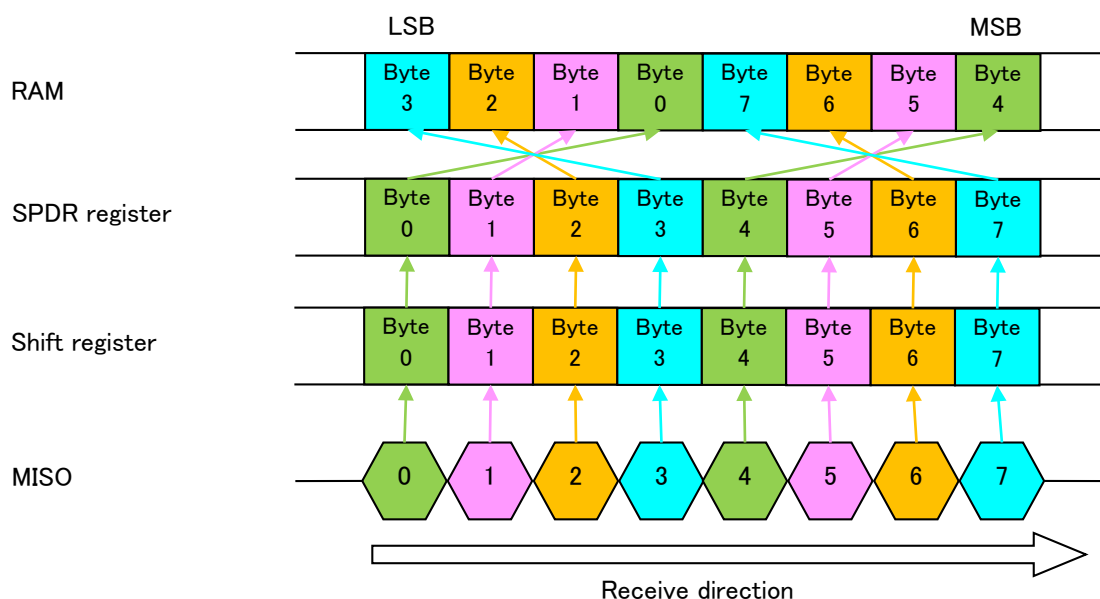 LSB MSB
RAM
Byte Byte Byte Byte Byte Byte Byte Byte
3 2 1 0 7 6 5 4
SPDR register
Byte Byte Byte Byte Byte Byte Byte Byte
0 1 2 3 4 5 6 7
Shift register
Byte Byte Byte Byte Byte Byte Byte Byte
0 1 2 3 4 5 6 7
MISO
0 1 2 3 4 5 6 7
Receive direction